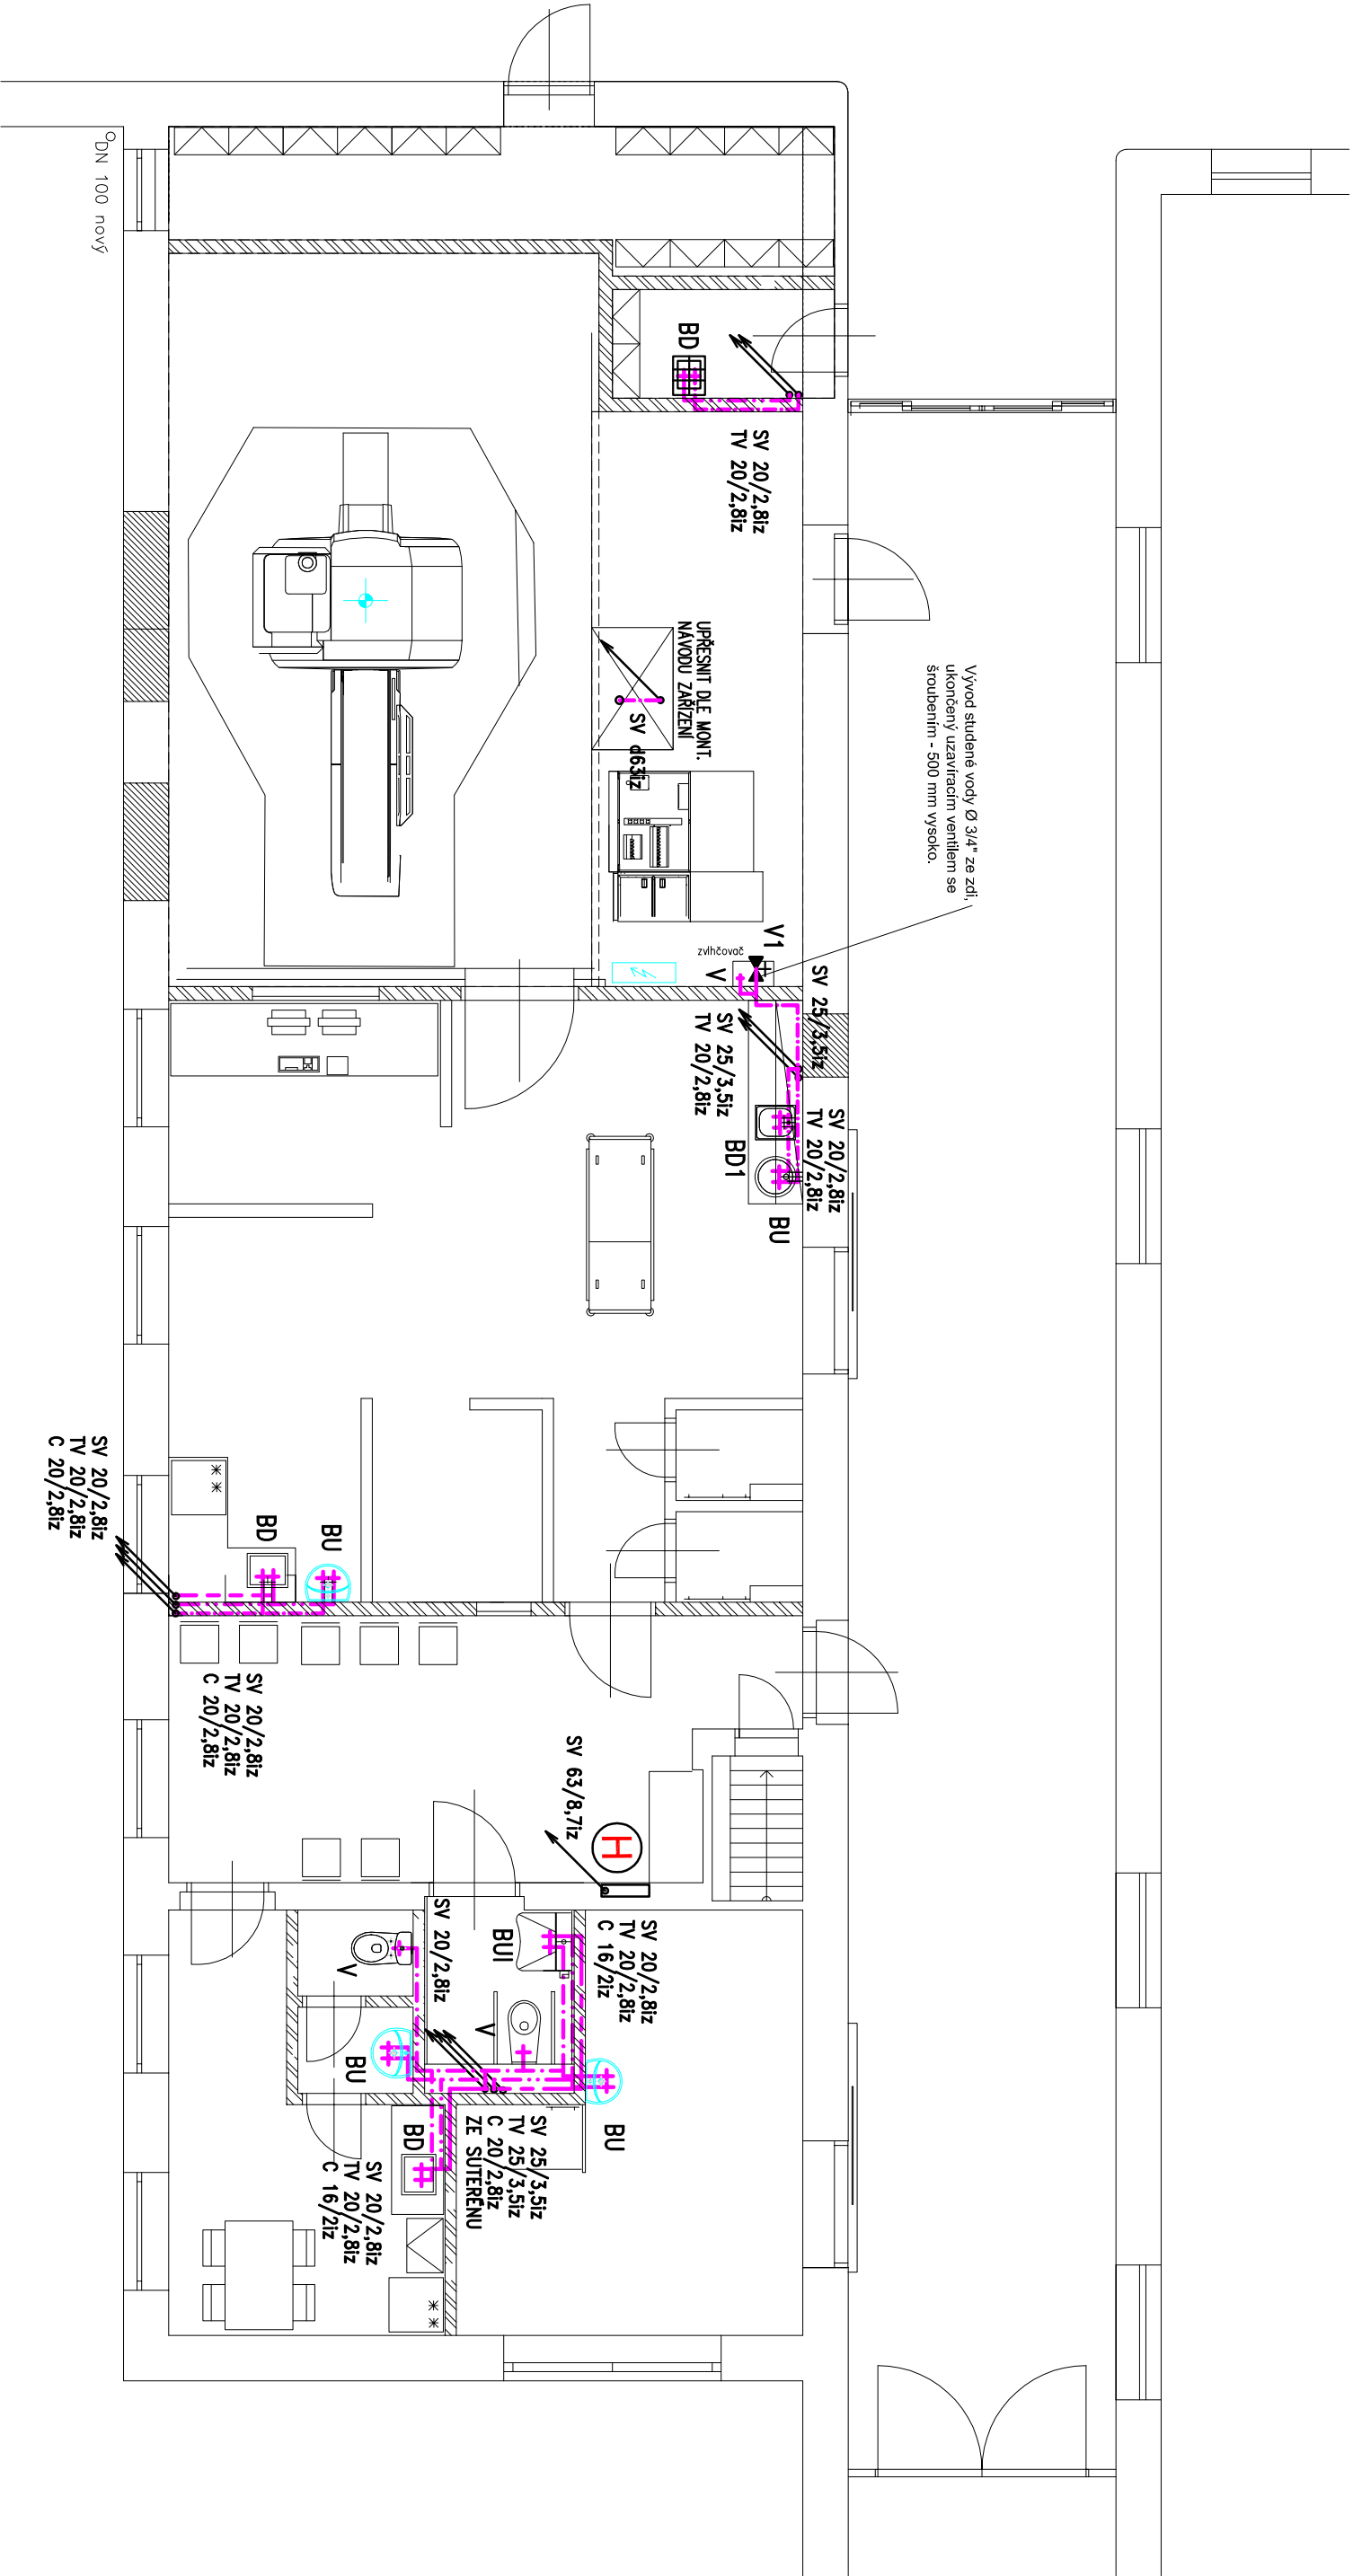 DN 100 nový
BD
SV 20/2,8iz
TV 20/2,8iz
UPŘESNIT DLE MONT.
NÁVODU ZAŘÍZENÍ
SV d63iz
Vývod studené vody Ø 3/4" ze zdi,
ukončený uzavíracím ventilem se
šroubením - 500 mm vysoko.
V1
zvlhčovač
V
SV 25/3,5iz
SV 25/3,5iz
TV 20/2,8iz
SV 20/2,8iz
TV 20/2,8iz
BD1
BU
SV 20/2,8iz
TV 20/2,8iz
C 20/2,8iz
BD
BU
SV 20/2,8iz
TV 20/2,8iz
C 20/2,8iz
SV 63/8,7iz
H
SV 20/2,8iz
BUI
SV 20/2,8iz
TV 20/2,8iz
C 16/2iz
V
V
BU
BU
BD
SV 25/3,5iz
TV 25/3,5iz
C 20/2,8iz
ZE SUTERÉNU
SV 20/2,8iz
TV 20/2,8iz
C 16/2iz